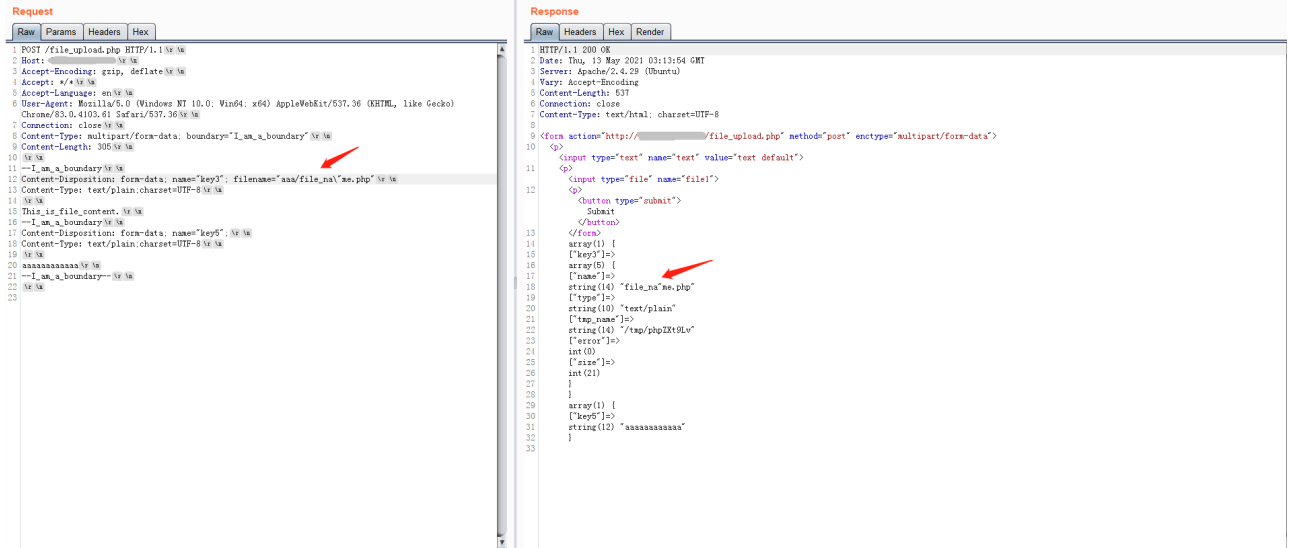 Request
Raw Params Headers Hex
1 POST /file_upload.php HTTP/1.1 \r \n
2 Host: \r \n
3 Accept-Encoding: gzip, deflate \r \n
4 Accept: */* \r \n
5 Accept-Language: en \r \n
6 User-Agent: Mozilla/5.0 (Windows NT 10.0; Win64; x64) AppleWebKit/537.36 (KHTML, like Gecko)
Chrome/83.0.4103.61 Safari/537.36 \r \n
7 Connection: close \r \n
8 Content-Type: multipart/form-data; boundary="I_am_a_boundary" \r \n
9 Content-Length: 305 \r \n
10 \r \n
11 --I_am_a_boundary \r \n
12 Content-Disposition: form-data; name="key3"; filename="aaa/file_na\"me.php" \r \n
13 Content-Type: text/plain;charset=UTF-8 \r \n
14 \r \n
15 This_is_file_content. \r \n
16 --I_am_a_boundary \r \n
17 Content-Disposition: form-data; name="key5"; \r \n
18 Content-Type: text/plain;charset=UTF-8 \r \n
19 \r \n
20 aaaaaaaaaaaa \r \n
21 --I_am_a_boundary-- \r \n
22 \r \n
23
Response
Raw Headers Hex Render
1 HTTP/1.1 200 OK
2 Date: Thu, 13 May 2021 03:13:54 GMT
3 Server: Apache/2.4.29 (Ubuntu)
4 Vary: Accept-Encoding
5 Content-Length: 537
6 Connection: close
7 Content-Type: text/html; charset=UTF-8
8
9 <form action="http:// /file_upload.php" method="post" enctype="multipart/form-data">
10 <p>
<input type="text" name="text" value="text default">
11 <p>
<input type="file" name="file1">
12 <p>
<button type="submit">
Submit
</button>
13 </form>
14 array(1) {
15 ["key3"]=>
16 array(5) {
17 ["name"]=>
18 string(14) "file_na"me.php"
19 ["type"]=>
20 string(10) "text/plain"
21 ["tmp_name"]=>
22 string(14) "/tmp/phpZKt9Lv"
23 ["error"]=>
24 int(0)
25 ["size"]=>
26 int(21)
27 }
28 }
29 array(1) {
30 ["key5"]=>
31 string(12) "aaaaaaaaaaaa"
32 }
33